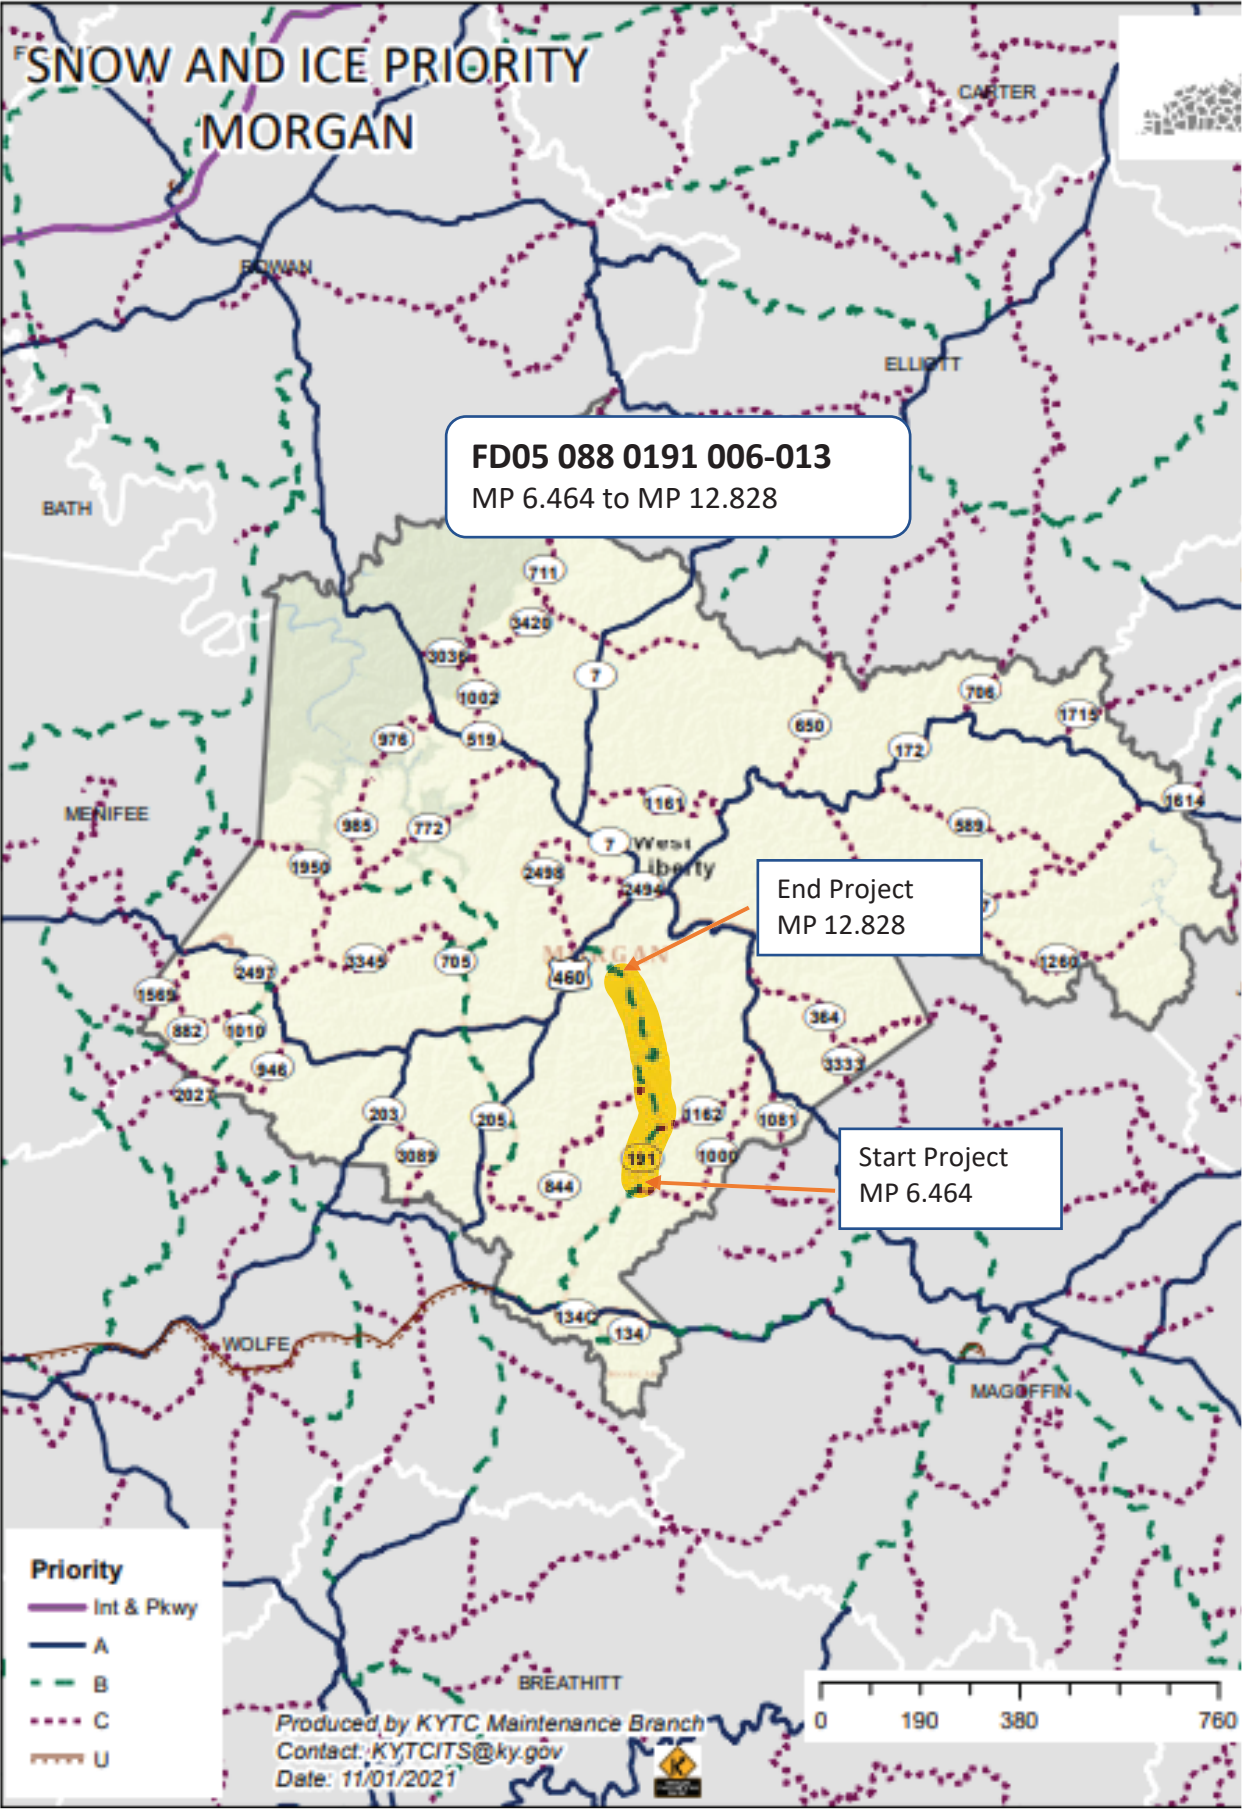 SNOW AND ICE PRIORITY
MORGAN
CARTER
ROWAN
ELLIOTT
FD05 088 0191 006-013
MP 6.464 to MP 12.828
BATH
711
3420
3036
7
1002
706
1715
650
976
519
172
1614
MENIFEE
1161
589
985
772
7
West
Liberty
1950
2498
2494
End Project
MP 12.828
7
MORGAN
3345
705
460
1260
2497
1569
882
1010
364
946
3333
2027
203
205
1162
1081
3089
191
1000
Start Project
MP 6.464
844
134
WOLFE
MAGOFFIN
Priority
Int & Pkwy
A
B
C
U
BREATHITT
0 190 380 760
Produced by KYTC Maintenance Branch
Contact: KYTCITS@ky.gov
Date: 11/01/2021